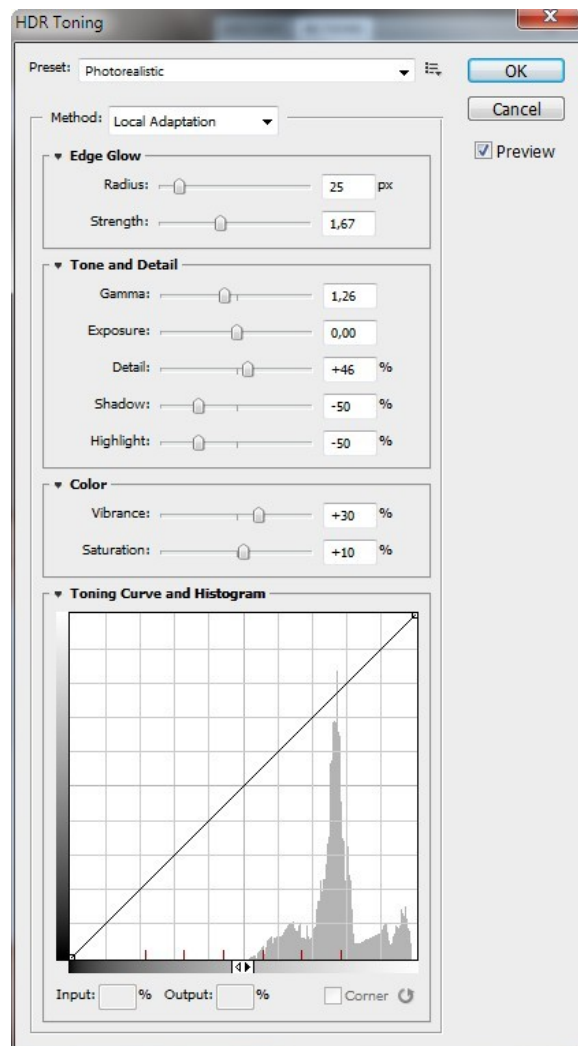 HDR Toning
Preset: Photorealistic
OK
Cancel
Preview
Method: Local Adaptation
Edge Glow
Radius: 25 px
Strength: 1,67
Tone and Detail
Gamma: 1,26
Exposure: 0,00
Detail: +46 %
Shadow: -50 %
Highlight: -50 %
Color
Vibrance: +30 %
Saturation: +10 %
Toning Curve and Histogram
Input: % Output: % Corner